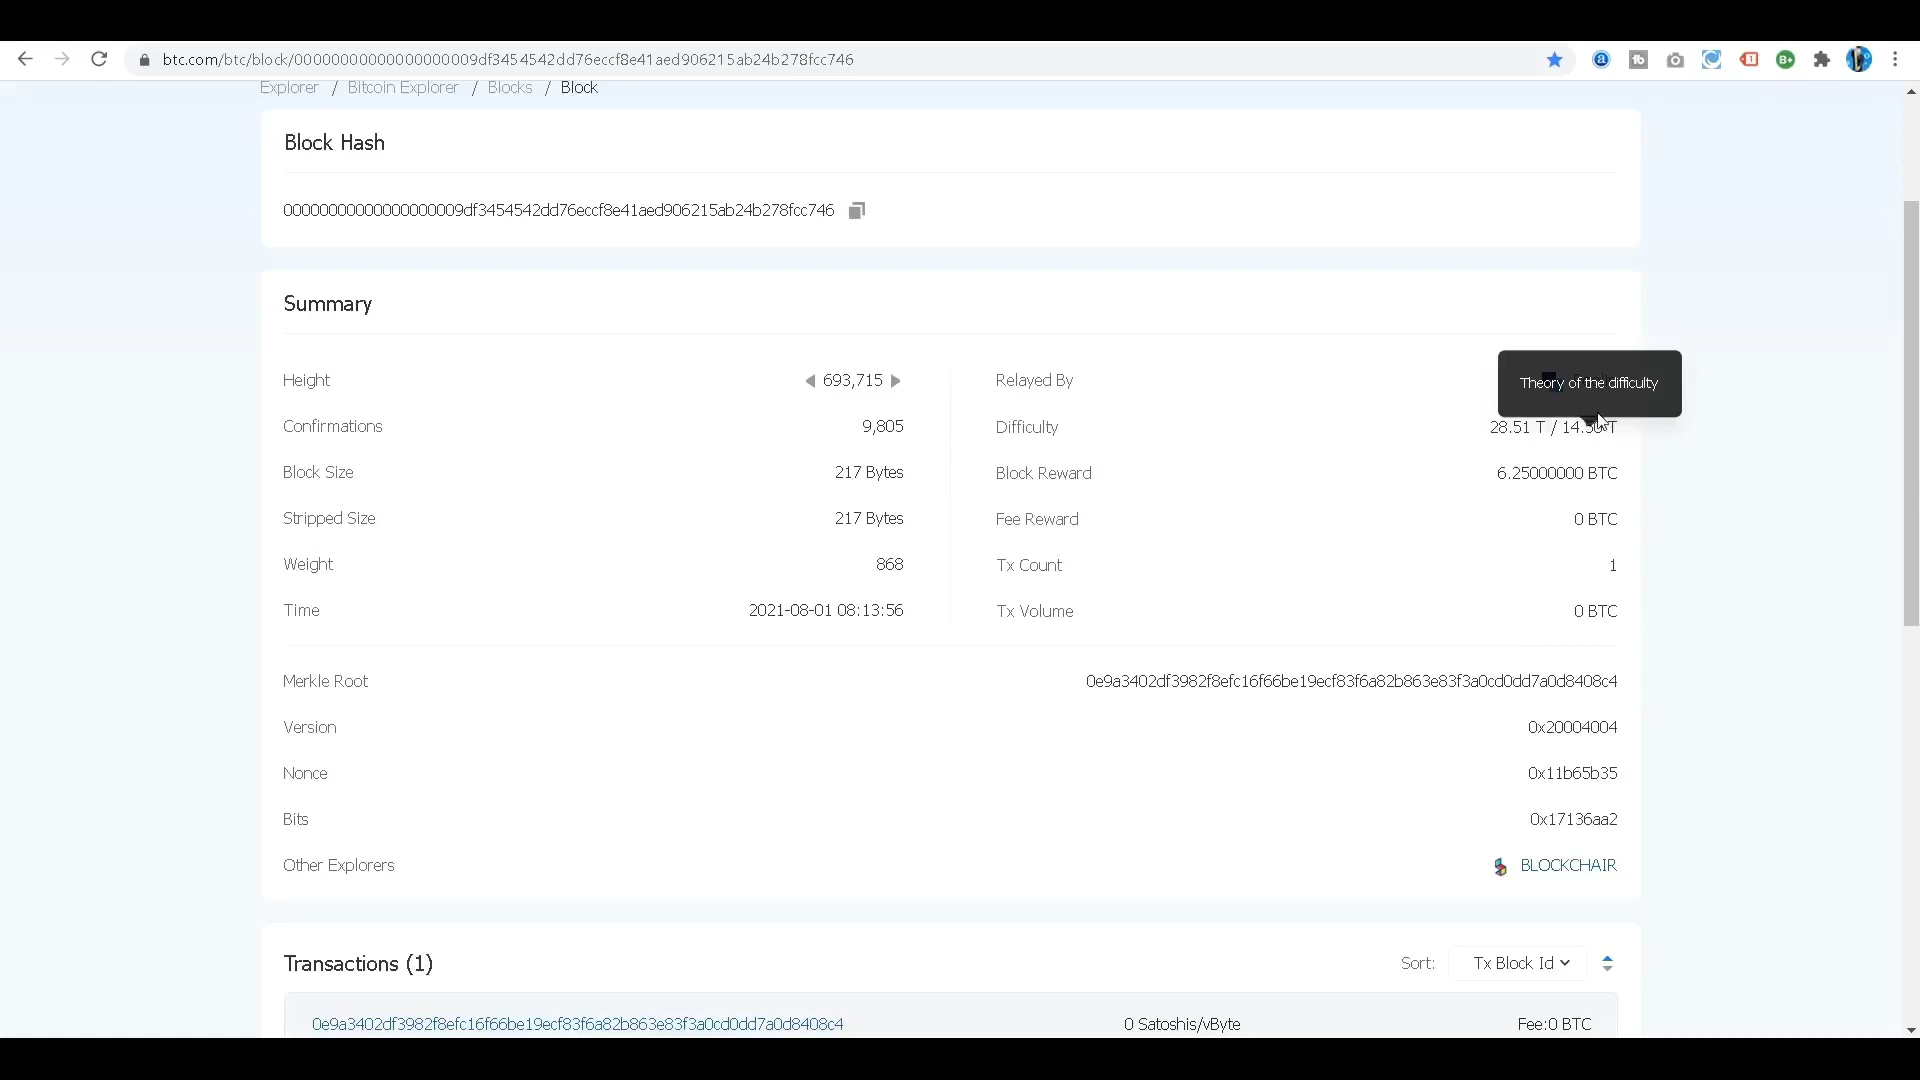 btc.com/btc/block/00000000000000000009df3454542dd76eccf8e41aed906215ab24b278fcc746
Explorer / Bitcoin Explorer / Blocks / Block
Block Hash
00000000000000000009df3454542dd76eccf8e41aed906215ab24b278fcc746
Summary
Height 693,715
Relayed By
Theory of the difficulty
Confirmations 9,805
Difficulty 28.51 T / T
Block Size 217 Bytes
Block Reward 6.25000000 BTC
Stripped Size 217 Bytes
Fee Reward 0 BTC
Weight 868
Tx Count 1
Time 2021-08-01 08:13:56
Tx Volume 0 BTC
Merkle Root 0e9a3402df3982f8efc16f66be19ecf83f6a82b863e83f3a0cd0dd7a0d8408c4
Version 0x20004004
Nonce 0x11b65b35
Bits 0x17136aa2
Other Explorers BLOCKCHAIR
Transactions (1)
Sort: Tx Block Id
0e9a3402df3982f8efc16f66be19ecf83f6a82b863e83f3a0cd0dd7a0d8408c4 0 Satoshis/vByte Fee:0 BTC